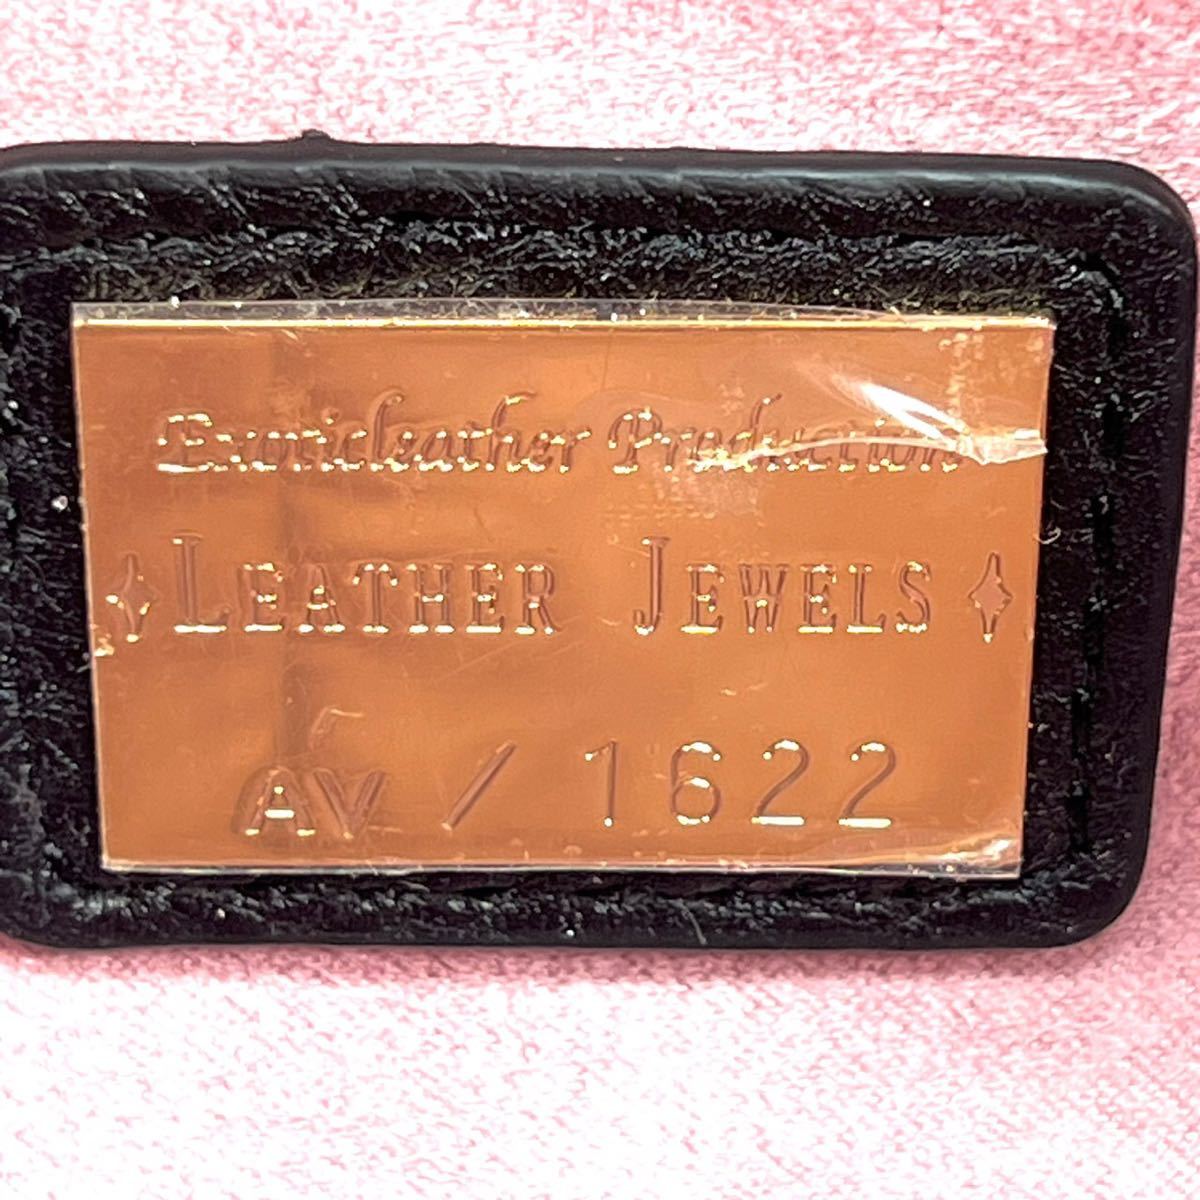 Exoticleather Production
LEATHER JEWELS
AV / 1622